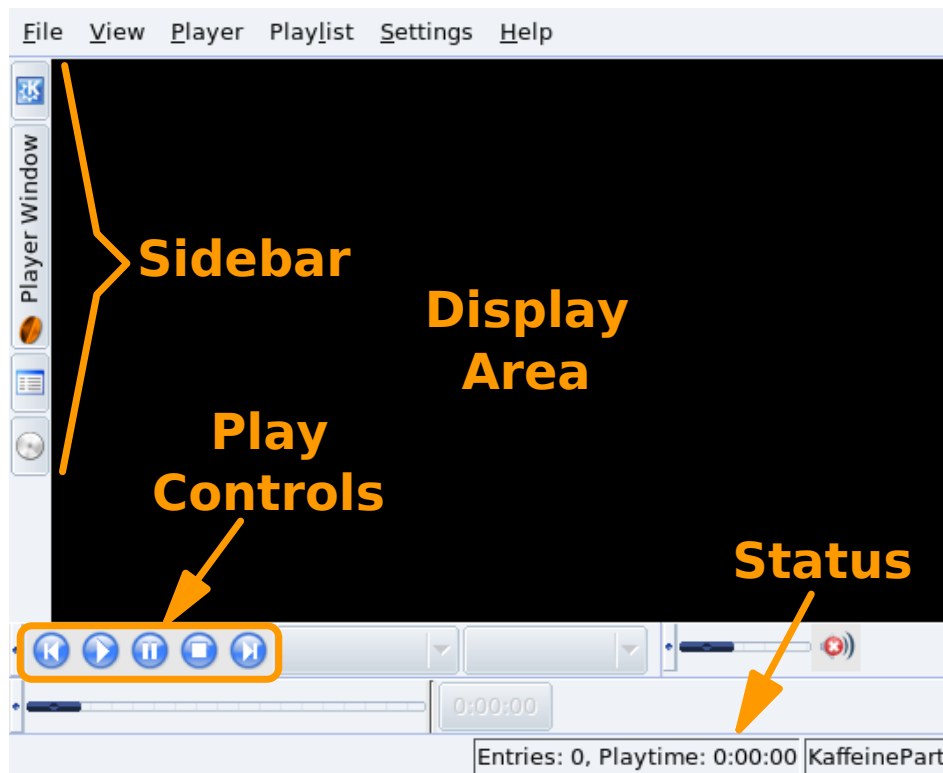 File View Player Playlist Settings Help
Player Window
Sidebar
Display
Area
Play
Controls
Status
0:00:00
Entries: 0, Playtime: 0:00:00 KaffeinePart